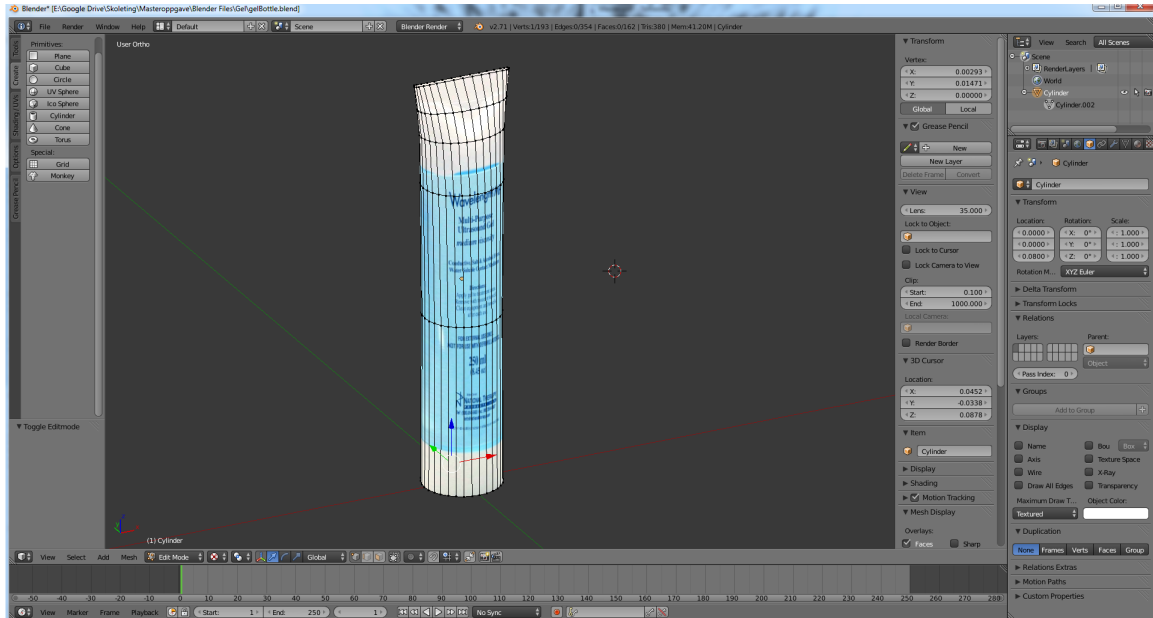 Blender* [E:\Google Drive\Skoleting\Masteroppgave\Blender Files\Gel\gelBottle.blend]
File Render Window Help Default Scene Blender Render v2.71 | Verts:1/193 | Edges:0/354 | Faces:0/162 | Tris:380 | Mem:41.20M | Cylinder
Tools
Create
Shading/UVs
Options
Grease Pencil
Primitives:
Plane
Cube
Circle
UV Sphere
Ico Sphere
Cylinder
Cone
Torus
Special:
Grid
Monkey
Toggle Editmode
User Ortho
Multi-Purpose
Ultrasound Gel
250 ml
(1) Cylinder
Transform
Vertex:
X: 0.00293
Y: 0.01471
Z: 0.00000
Global Local
Grease Pencil
New
New Layer
Delete Frame Convert
View
Lens: 35.000
Lock to Object:
Lock to Cursor
Lock Camera to View
Clip:
Start: 0.100
End: 1000.000
Local Camera:
Render Border
3D Cursor
Location:
X: 0.0452
Y: -0.0338
Z: 0.0878
Item
Cylinder
Display
Shading
Motion Tracking
Mesh Display
Overlays:
Faces Sharp
View Search All Scenes
Scene
RenderLayers
World
Cylinder
Cylinder.002
Cylinder
Cylinder
Transform
Location: Rotation: Scale:
0.0000 X: 0° : 1.000
0.0000 Y: 0° : 1.000
0.0800 Z: 0° : 1.000
Rotation M... XYZ Euler
Delta Transform
Transform Locks
Relations
Layers: Parent:
Object
Pass Index: 0
Groups
Add to Group
Display
Name Bou Box
Axis Texture Space
Wire X-Ray
Draw All Edges Transparency
Maximum Draw T... Object Color:
Textured
Duplication
None Frames Verts Faces Group
Relations Extras
Motion Paths
Custom Properties
View Select Add Mesh Edit Mode Global
-50 -40 -30 -20 -10 0 10 20 30 40 50 60 70 80 90 100 110 120 130 140 150 160 170 180 190 200 210 220 230 240 250 260 270 280
View Marker Frame Playback Start: 1 End: 250 1 No Sync